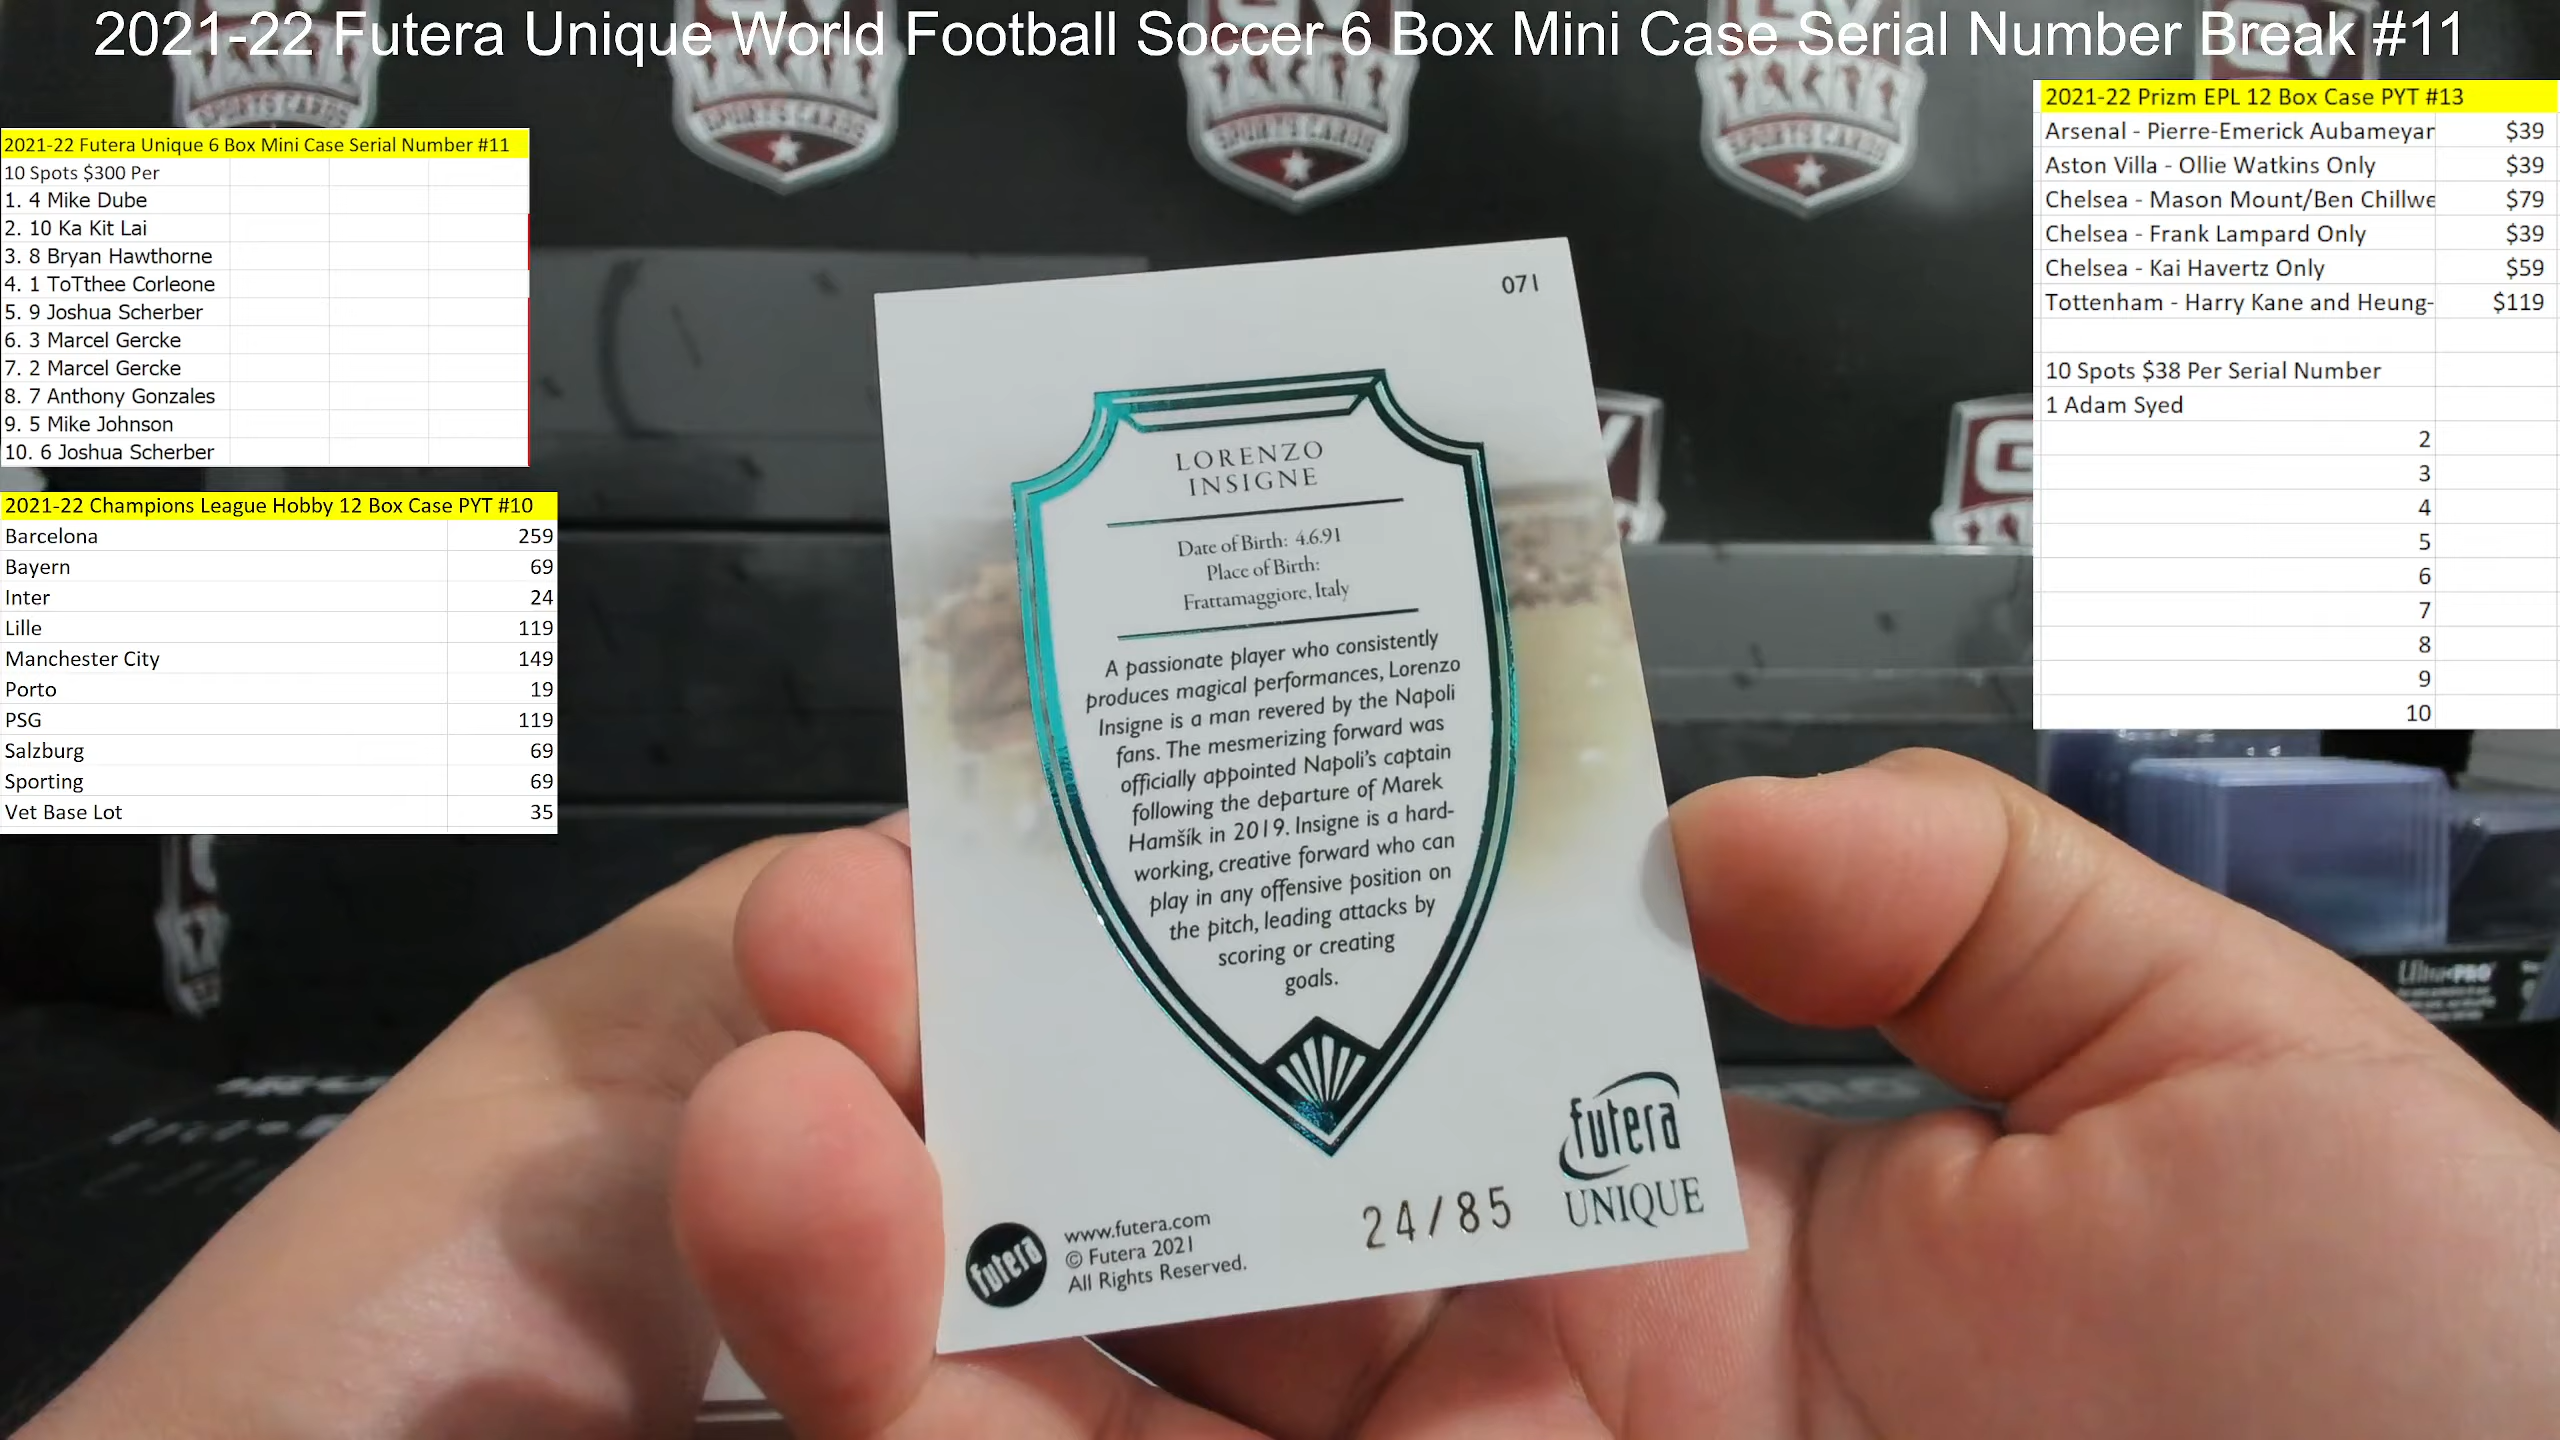 2021-22 Futera Unique World Football Soccer 6 Box Mini Case Serial Number Break #11
2021-22 Futera Unique 6 Box Mini Case Serial Number #11
10 Spots $300 Per
1. 4 Mike Dube
2. 10 Ka Kit Lai
3. 8 Bryan Hawthorne
4. 1 ToTthee Corleone
5. 9 Joshua Scherber
6. 3 Marcel Gercke
7. 2 Marcel Gercke
8. 7 Anthony Gonzales
9. 5 Mike Johnson
10. 6 Joshua Scherber
2021-22 Champions League Hobby 12 Box Case PYT #10
Barcelona 259
Bayern 69
Inter 24
Lille 119
Manchester City 149
Porto 19
PSG 119
Salzburg 69
Sporting 69
Vet Base Lot 35
2021-22 Prizm EPL 12 Box Case PYT #13
Arsenal - Pierre-Emerick Aubameyar $39
Aston Villa - Ollie Watkins Only $39
Chelsea - Mason Mount/Ben Chillwe $79
Chelsea - Frank Lampard Only $39
Chelsea - Kai Havertz Only $59
Tottenham - Harry Kane and Heung- $119
10 Spots $38 Per Serial Number
1 Adam Syed
2
3
4
5
6
7
8
9
10
071
LORENZO
INSIGNE
Date of Birth: 4.6.91
Place of Birth:
Frattamaggiore, Italy
A passionate player who consistently
produces magical performances, Lorenzo
Insigne is a man revered by the Napoli
fans. The mesmerizing forward was
officially appointed Napoli's captain
following the departure of Marek
Hamšík in 2019. Insigne is a hard-
working, creative forward who can
play in any offensive position on
the pitch, leading attacks by
scoring or creating
goals.
futera
UNIQUE
24/85
futera
www.futera.com
© Futera 2021
All Rights Reserved.
SPORTS CARDS
SPORTS CARDS
SPORTS CARDS
SPORTS CARDS
Ultra PRO